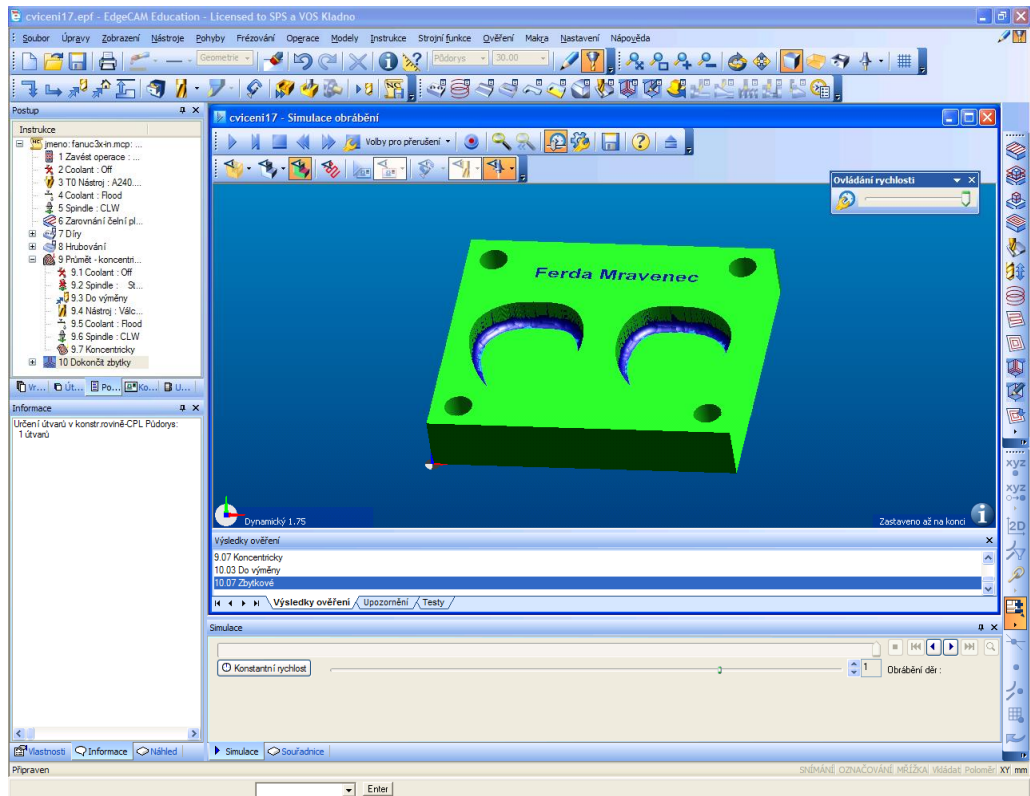 cviceni17.epf - EdgeCAM Education - Licensed to SPS a VOS Kladno
Soubor Úpravy Zobrazení Nástroje Pohyby Frézování Operace Modely Instrukce Strojní funkce Ověření Makra Nastavení Nápověda
Geometrie
Půdorys 30.00
Postup
Instrukce
jmeno: fanuc3x-in.mcp: ...
1 Zavést operace : ...
2 Coolant : Off
3 T0 Nástroj : A240....
4 Coolant : Flood
5 Spindle : CLW
6 Zarovnání čelní pl...
7 Díry
8 Hrubování
9 Průmět - koncentri...
9.1 Coolant : Off
9.2 Spindle : St...
9.3 Do výměny
9.4 Nástroj : Válc...
9.5 Coolant : Flood
9.6 Spindle : CLW
9.7 Koncentricky
10 Dokončit zbytky
Vr... Út... Po... Ko... U...
Informace
Určení útvarů v konstr.rovině-CPL Půdorys:
1 útvarů
Vlastnosti Informace Náhled
cviceni17 - Simulace obrábění
Volby pro přerušení
Ovládání rychlosti
Ferda Mravenec
Dynamický 1.75
Zastaveno až na konci
Výsledky ověření
9.07 Koncentricky
10.03 Do výměny
10.07 Zbytkové
Výsledky ověření Upozornění Testy
Simulace
Konstantní rychlost
1 Obrábění děr :
Simulace Souřadnice
xyz
xyz
2D
Připraven
SNÍMÁNÍ OZNAČOVÁNÍ MŘÍŽKA Vkládat Poloměr XY mm
Enter